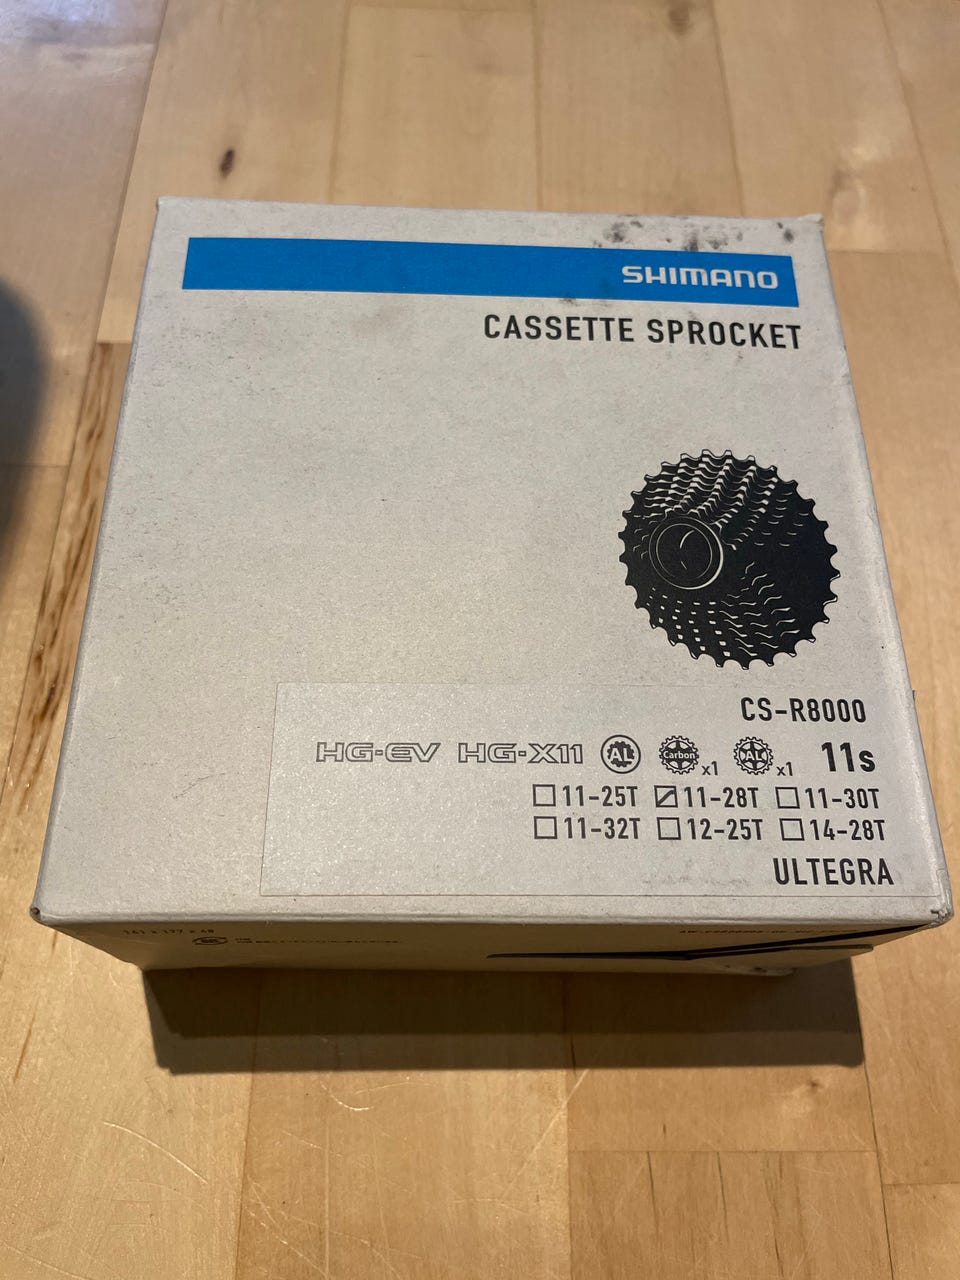 SHIMANO
CASSETTE SPROCKET
CS-R8000
HG-EV HG-X11 AL Carbon x1 AL x1 11s
11-25T 11-28T 11-30T
11-32T 12-25T 14-28T
ULTEGRA